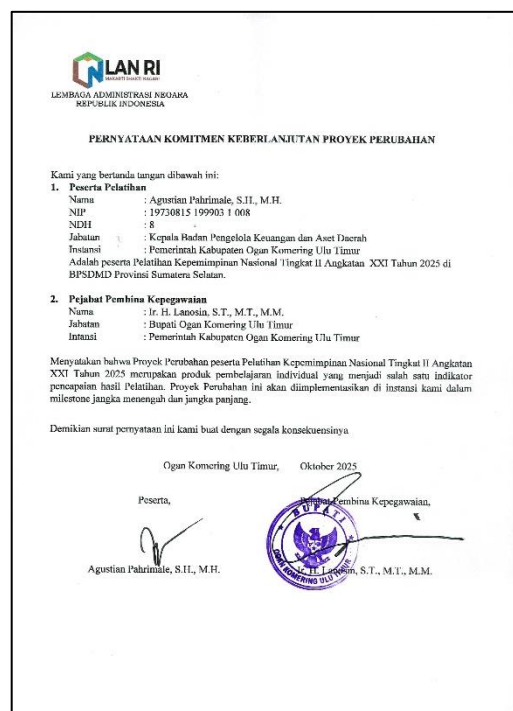 LAN RI
MAKARTI BHAKTI NAGARI
LEMBAGA ADMINISTRASI NEGARA
REPUBLIK INDONESIA
PERNYATAAN KOMITMEN KEBERLANJUTAN PROYEK PERUBAHAN
Kami yang bertanda tangan dibawah ini:
1. Peserta Pelatihan
Nama : Agustian Pahrimale, S.H., M.H.
NIP : 19730815 199903 1 008
NDH : 8
Jabatan : Kepala Badan Pengelola Keuangan dan Aset Daerah
Instansi : Pemerintah Kabupaten Ogan Komering Ulu Timur
Adalah peserta Pelatihan Kepemimpinan Nasional Tingkat II Angkatan XXI Tahun 2025 di
BPSDMD Provinsi Sumatera Selatan.
2. Pejabat Pembina Kepegawaian
Nama : Ir. H. Lanosin, S.T., M.T., M.M.
Jabatan : Bupati Ogan Komering Ulu Timur
Intansi : Pemerintah Kabupaten Ogan Komering Ulu Timur
Menyatakan bahwa Proyek Perubahan peserta Pelatihan Kepemimpinan Nasional Tingkat II Angkatan
XXI Tahun 2025 merupakan produk pembelajaran individual yang menjadi salah satu indikator
pencapaian hasil Pelatihan. Proyek Perubahan ini akan diimplementasikan di instansi kami dalam
milestone jangka menengah dan jangka panjang.
Demikian surat pernyataan ini kami buat dengan segala konsekuensinya
Ogan Komering Ulu Timur, Oktober 2025
Peserta, Pejabat Pembina Kepegawaian,
BUPATI
OGAN KOMERING ULU TIMUR
Agustian Pahrimale, S.H., M.H. Ir. H. Lanosin, S.T., M.T., M.M.